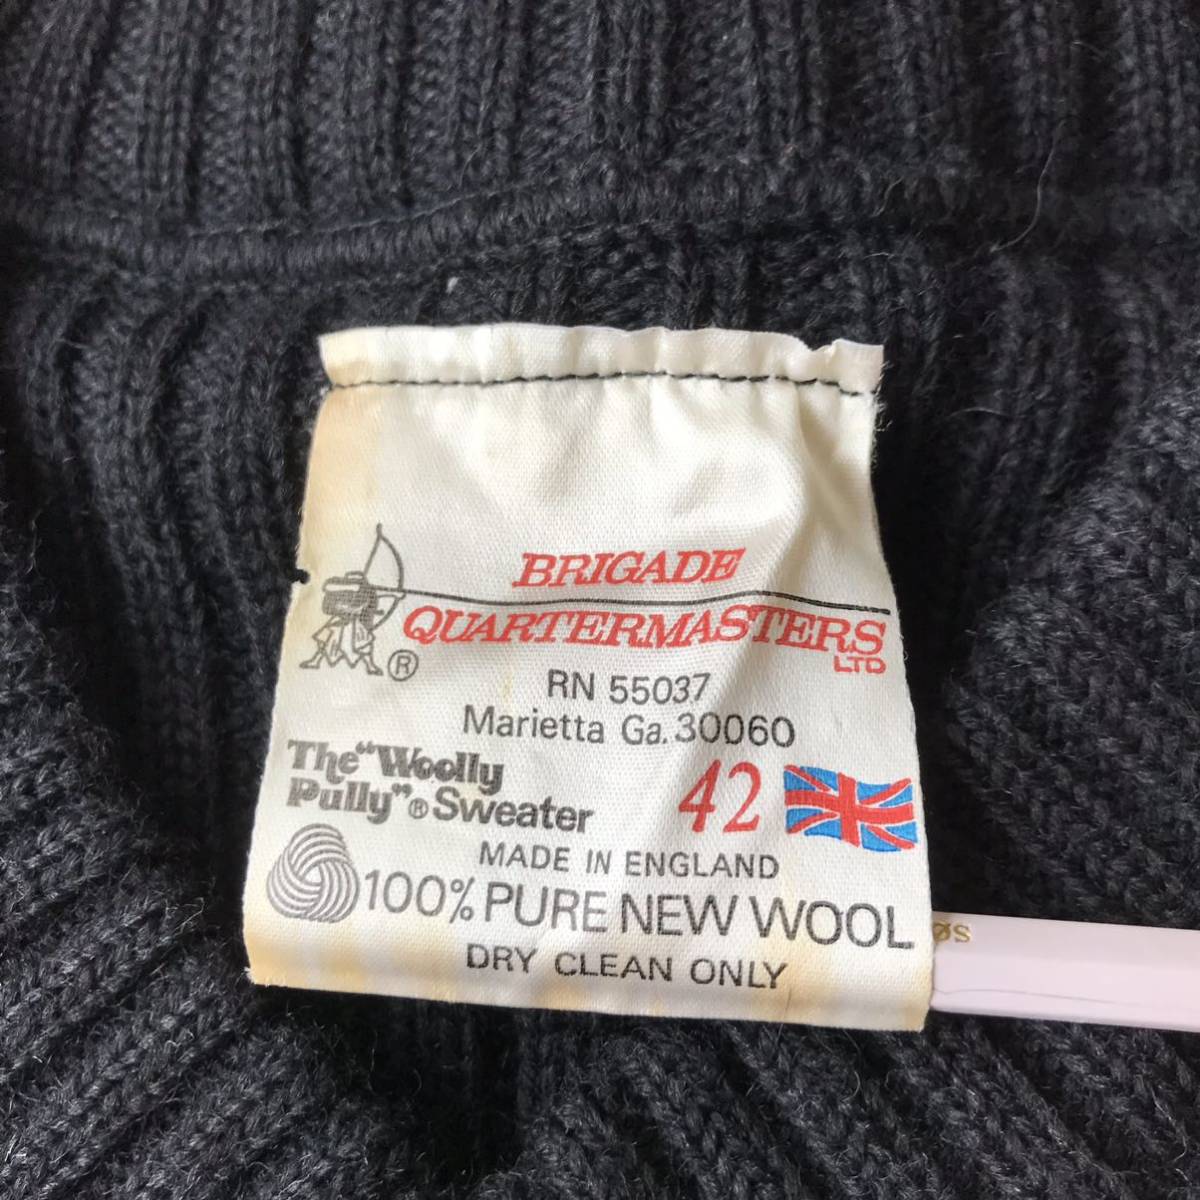 BRIGADE
QUARTERMASTERS
LTD
®
RN 55037
Marietta Ga. 30060
The "Woolly
Pully"® Sweater
42
MADE IN ENGLAND
100% PURE NEW WOOL
DRY CLEAN ONLY